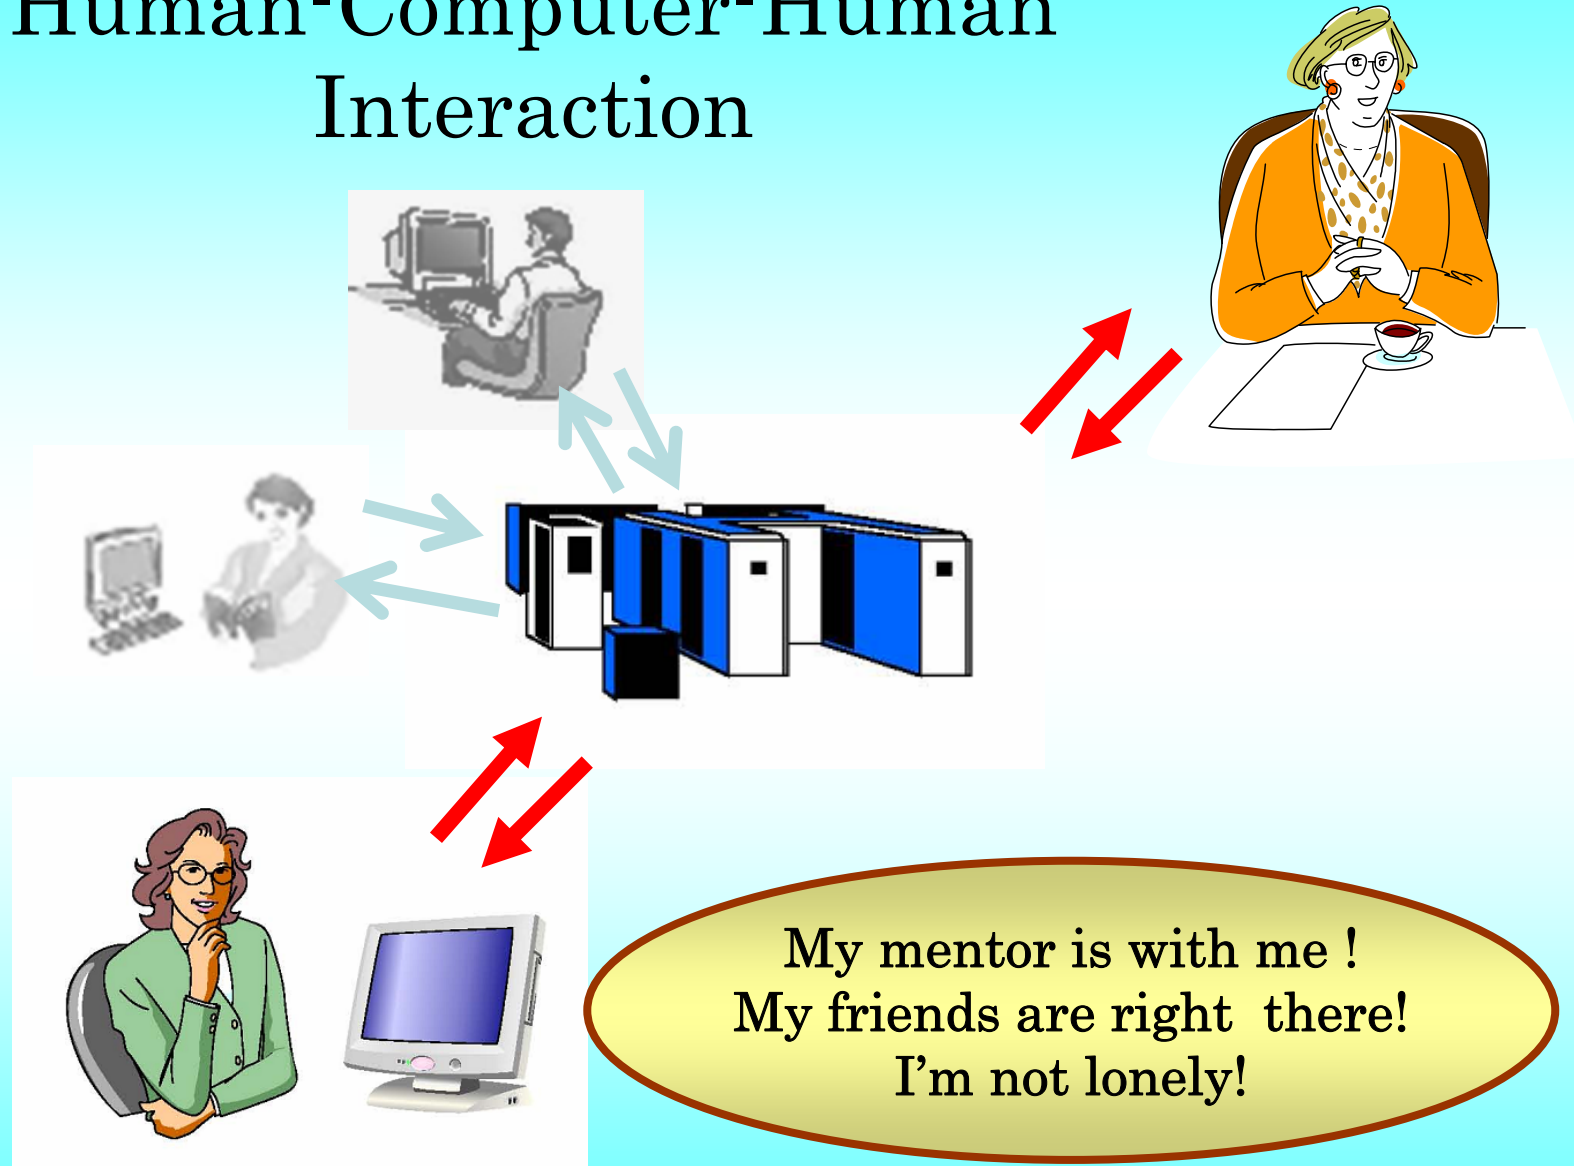 Human-Computer-Human
Interaction
My mentor is with me !
My friends are right  there!
I’m not lonely!